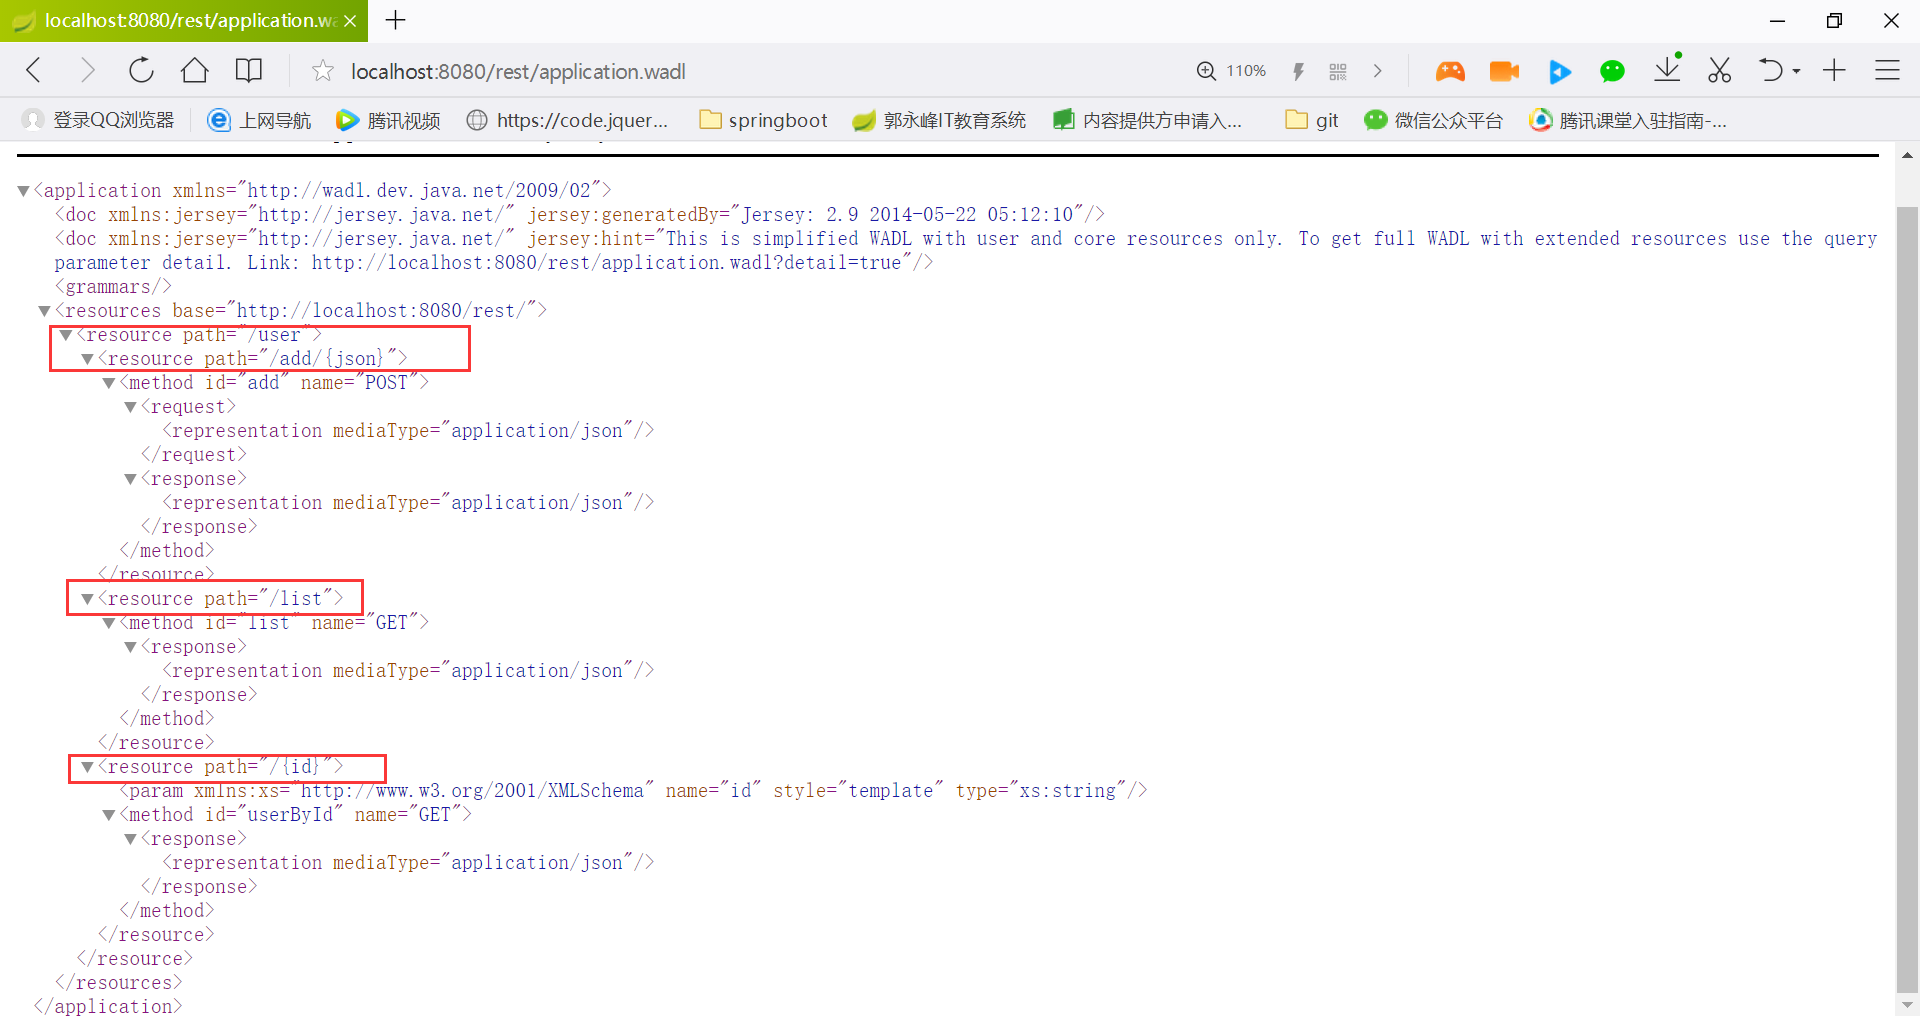 localhost:8080/rest/application.wa
localhost:8080/rest/application.wadl
110%
登录QQ浏览器
上网导航
腾讯视频
https://code.jquer...
springboot
郭永峰IT教育系统
内容提供方申请入...
git
微信公众平台
腾讯课堂入驻指南-...
▼<application xmlns="http://wadl.dev.java.net/2009/02">
<doc xmlns:jersey="http://jersey.java.net/" jersey:generatedBy="Jersey: 2.9 2014-05-22 05:12:10"/>
<doc xmlns:jersey="http://jersey.java.net/" jersey:hint="This is simplified WADL with user and core resources only. To get full WADL with extended resources use the query
parameter detail. Link: http://localhost:8080/rest/application.wadl?detail=true"/>
<grammars/>
▼<resources base="http://localhost:8080/rest/">
▼<resource path="/user">
▼<resource path="/add/{json}">
▼<method id="add" name="POST">
▼<request>
<representation mediaType="application/json"/>
</request>
▼<response>
<representation mediaType="application/json"/>
</response>
</method>
</resource>
▼<resource path="/list">
▼<method id="list" name="GET">
▼<response>
<representation mediaType="application/json"/>
</response>
</method>
</resource>
▼<resource path="/{id}">
<param xmlns:xs="http://www.w3.org/2001/XMLSchema" name="id" style="template" type="xs:string"/>
▼<method id="userById" name="GET">
▼<response>
<representation mediaType="application/json"/>
</response>
</method>
</resource>
</resource>
</resources>
</application>